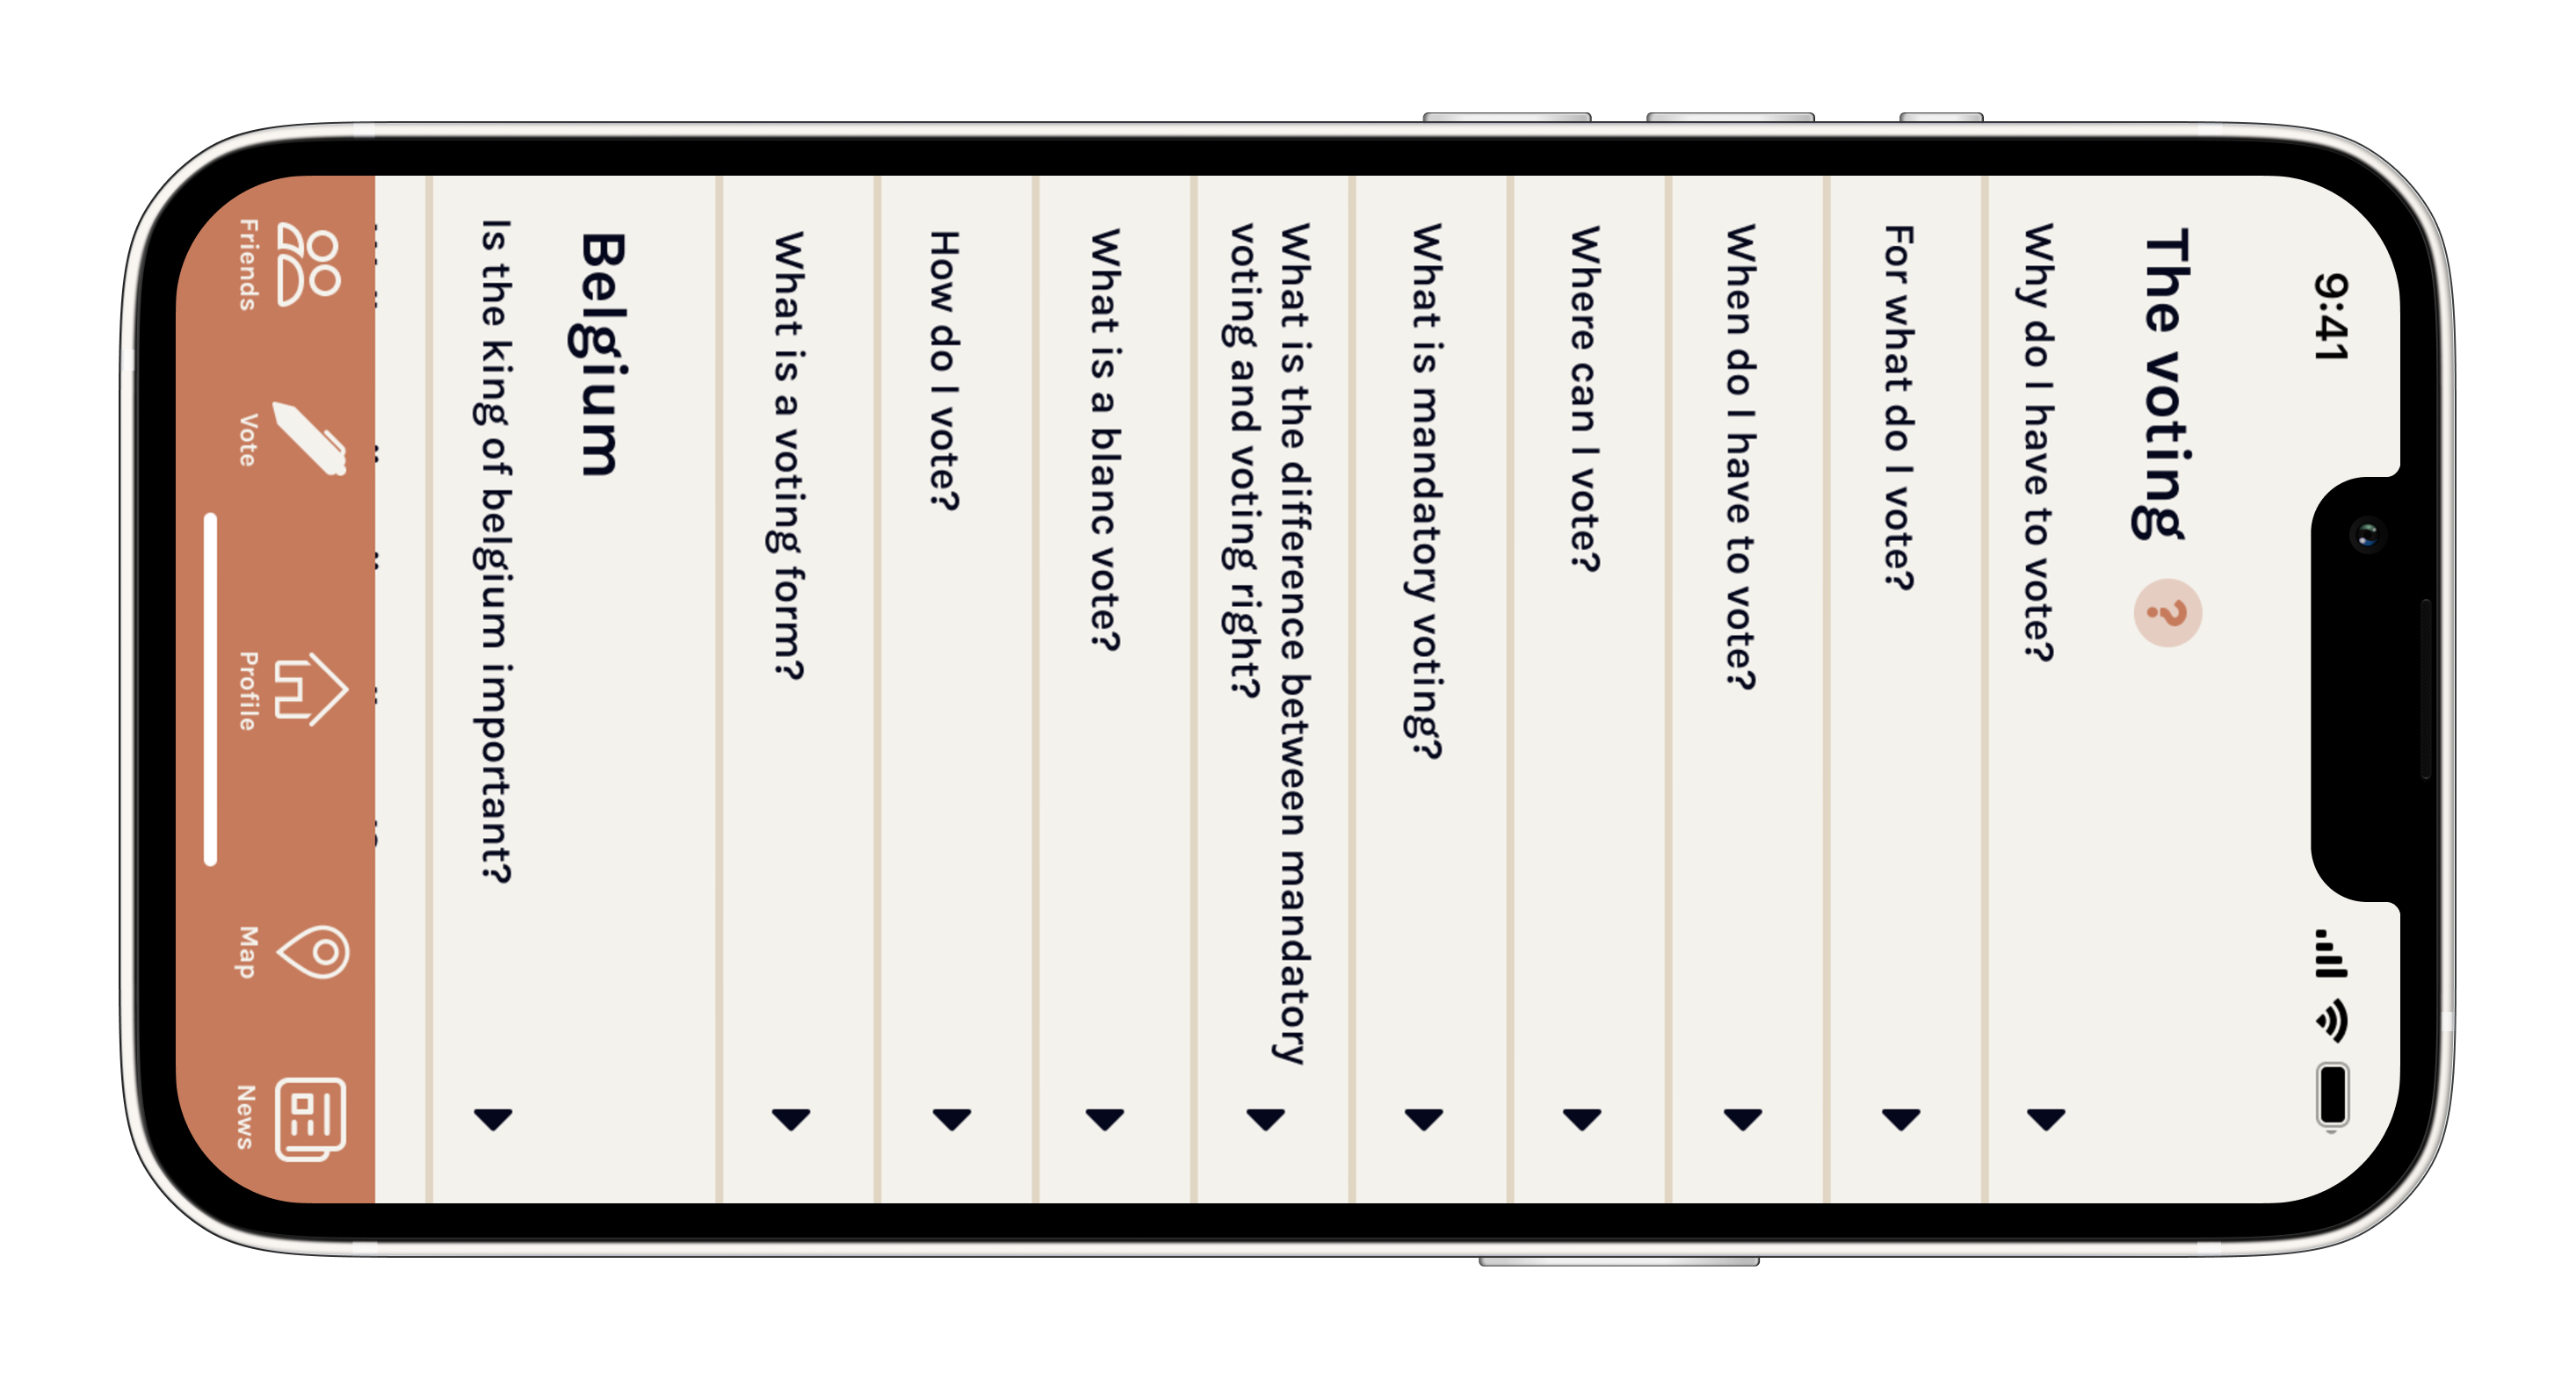 9:41
The voting ?
Why do I have to vote?
For what do I vote?
When do I have to vote?
Where can I vote?
What is mandatory voting?
What is the difference between mandatory
voting and voting right?
What is a blanc vote?
How do I vote?
What is a voting form?
Belgium
Is the king of belgium important?
Friends
Vote
Profile
Map
News